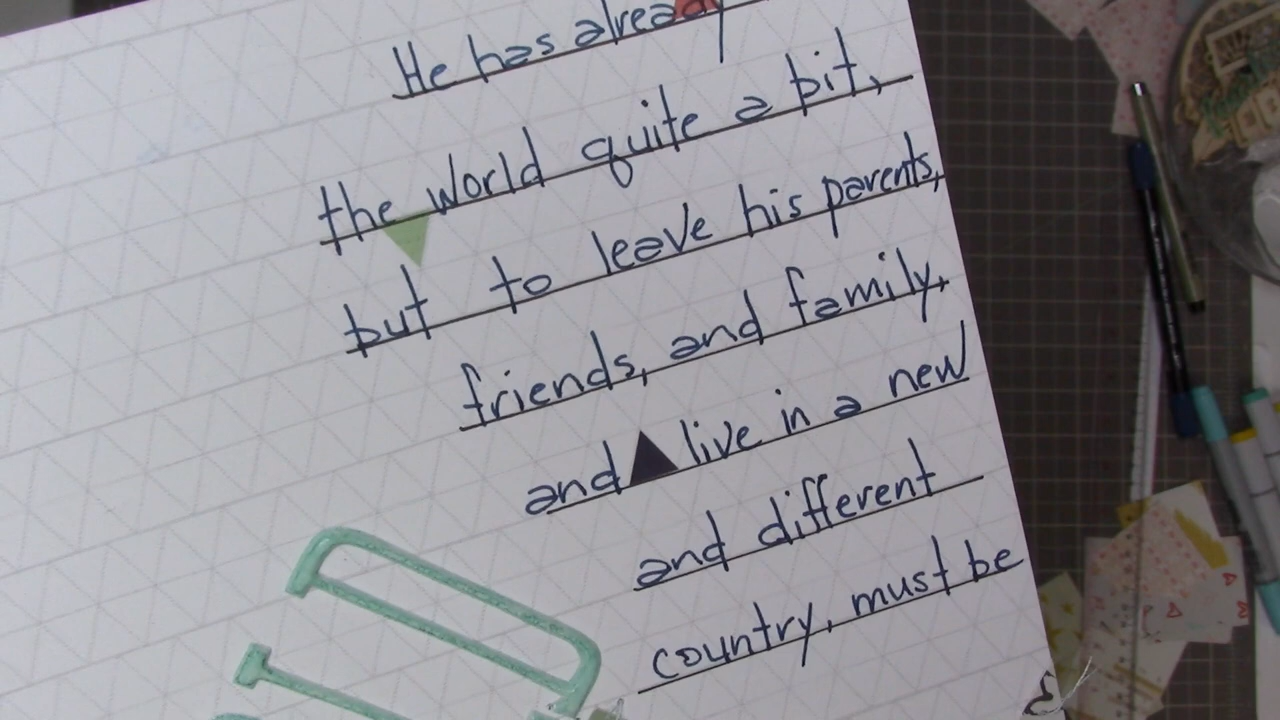 He has already
the world quite a bit,
but to leave his parents,
friends, and family,
and live in a new
and different
country, must be